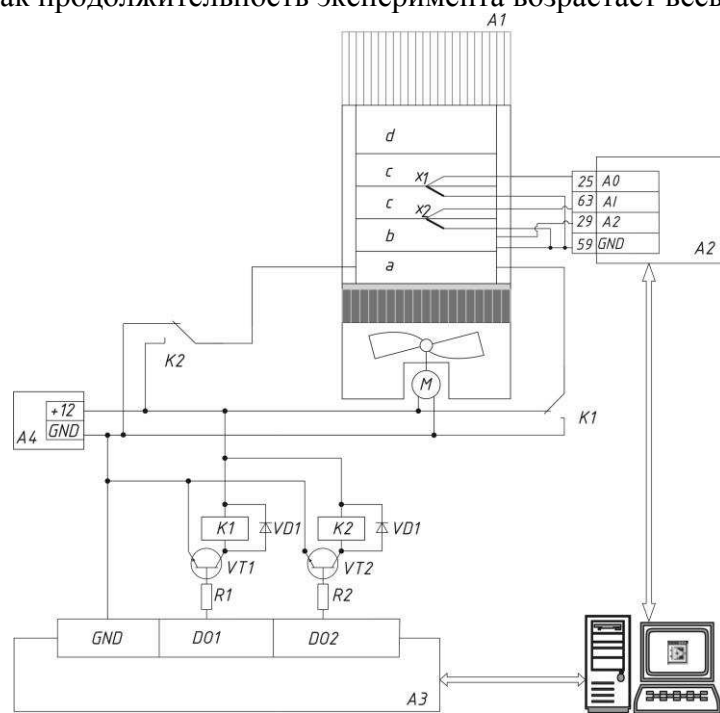 ак продолжительность эксперимента возрастает весь
A1
d
c x1
25 A0
c
63 A1
x2
29 A2
b
59 GND
A2
a
K2
M
+12
K1
A4 GND
K1 VD1 K2 VD1
VT1 VT2
R1 R2
GND DO1 DO2
A3